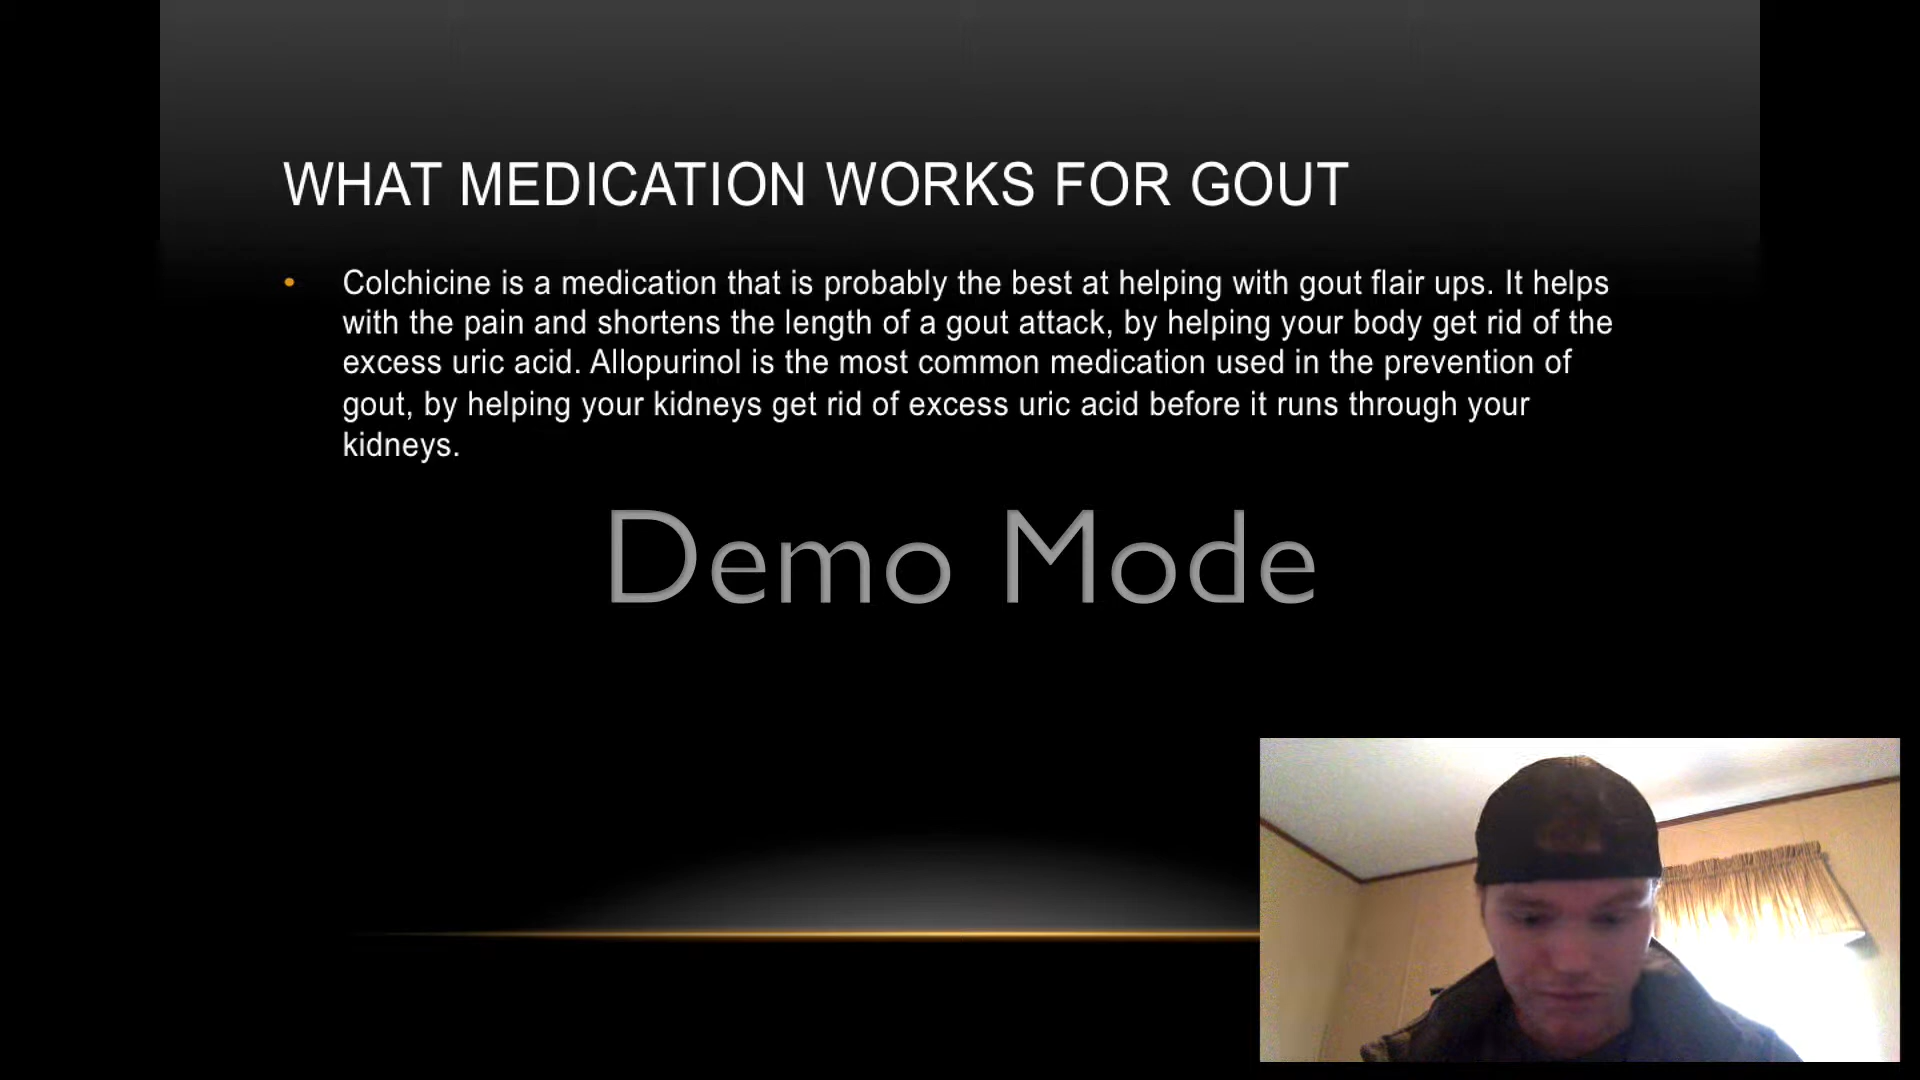 WHAT MEDICATION WORKS FOR GOUT
• Colchicine is a medication that is probably the best at helping with gout flair ups. It helps
with the pain and shortens the length of a gout attack, by helping your body get rid of the
excess uric acid. Allopurinol is the most common medication used in the prevention of
gout, by helping your kidneys get rid of excess uric acid before it runs through your
kidneys.
Demo Mode